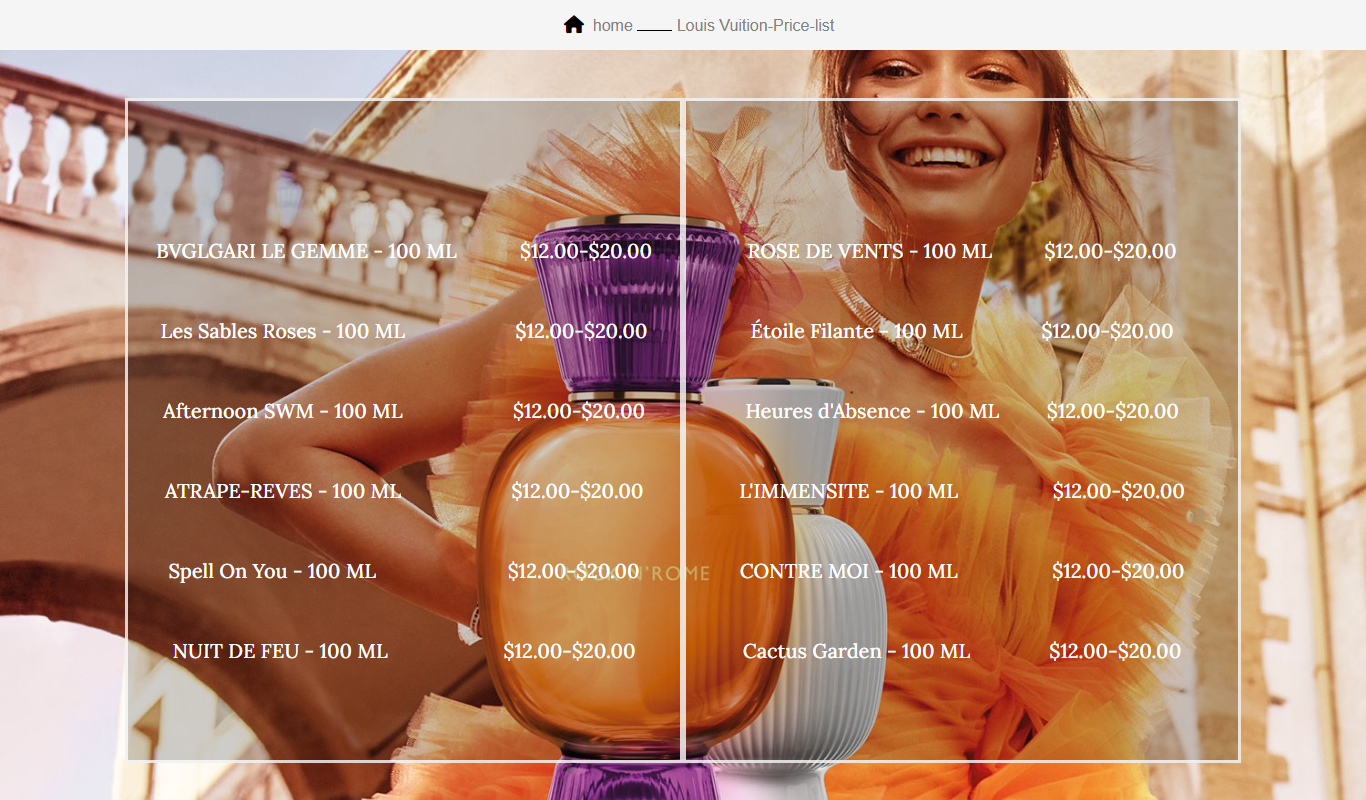 home Louis Vuition-Price-list
BVGLGARI LE GEMME - 100 ML $12.00-$20.00
Les Sables Roses - 100 ML $12.00-$20.00
Afternoon SWM - 100 ML $12.00-$20.00
ATRAPE-REVES - 100 ML $12.00-$20.00
Spell On You - 100 ML $12.00-$20.00
NUIT DE FEU - 100 ML $12.00-$20.00
ROSE DE VENTS - 100 ML $12.00-$20.00
Étoile Filante - 100 ML $12.00-$20.00
Heures d'Absence - 100 ML $12.00-$20.00
L'IMMENSITE - 100 ML $12.00-$20.00
CONTRE MOI - 100 ML $12.00-$20.00
Cactus Garden - 100 ML $12.00-$20.00